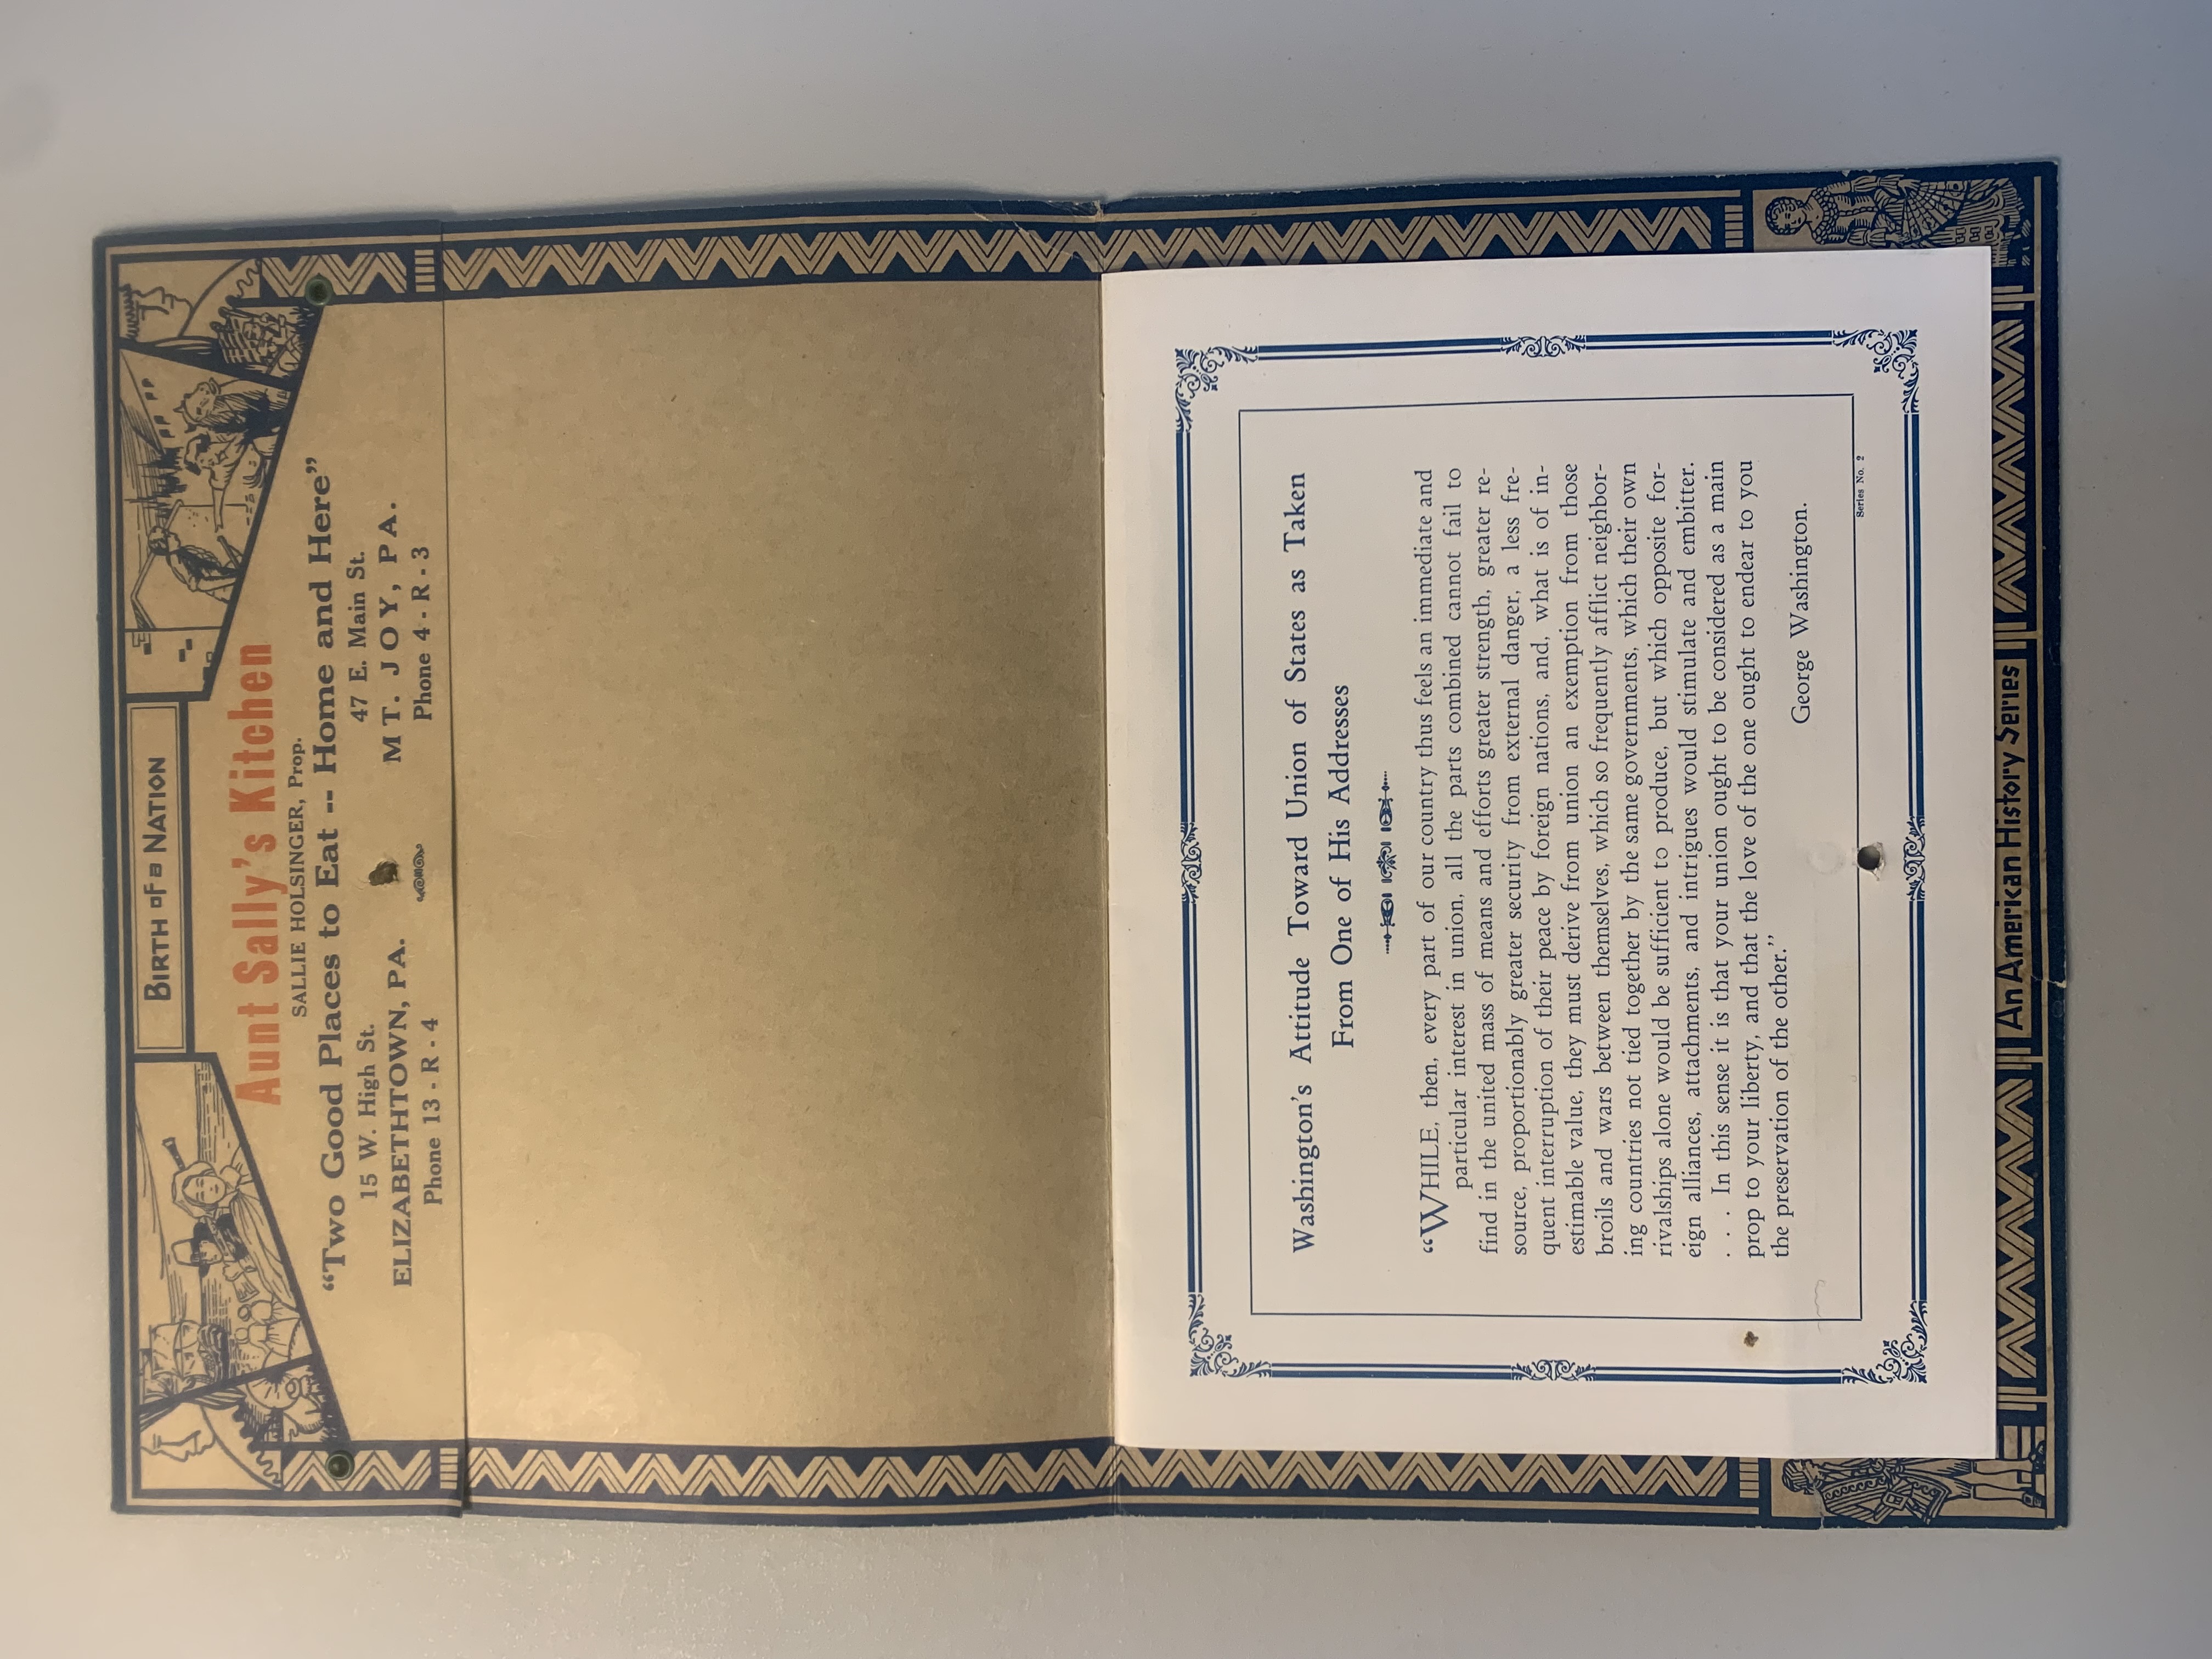 BIRTH of a NATION
Aunt Sally's Kitchen
SALLIE HOLSINGER, Prop.
“Two Good Places to Eat -- Home and Here”
15 W. High St.
ELIZABETHTOWN, PA.
Phone 13 - R - 4
47 E. Main St.
MT. JOY, PA.
Phone 4 - R - 3
Washington's Attitude Toward Union of States as Taken
From One of His Addresses
“WHILE, then, every part of our country thus feels an immediate and
particular interest in union, all the parts combined cannot fail to
find in the united mass of means and efforts greater strength, greater re-
source, proportionably greater security from external danger, a less fre-
quent interruption of their peace by foreign nations, and, what is of in-
estimable value, they must derive from union an exemption from those
broils and wars between themselves, which so frequently afflict neighbor-
ing countries not tied together by the same governments, which their own
rivalships alone would be sufficient to produce, but which opposite for-
eign alliances, attachments, and intrigues would stimulate and embitter.
. . . In this sense it is that your union ought to be considered as a main
prop to your liberty, and that the love of the one ought to endear to you
the preservation of the other.”
George Washington.
Series No. 2
An American History Series